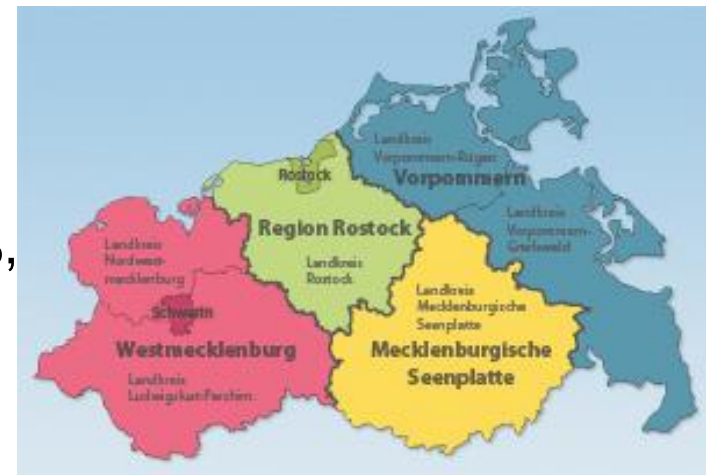 Landkreis
Vorpommern-Rügen
Vorpommern
Rostock
Region Rostock
Landkreis
Rostock
Landkreis
Vorpommern-
Greifswald
Landkreis
Nordwest-
mecklenburg
Schwerin
Westmecklenburg
Landkreis
Ludwigslust-Parchim
Landkreis
Mecklenburgische
Seenplatte
Mecklenburgische
Seenplatte